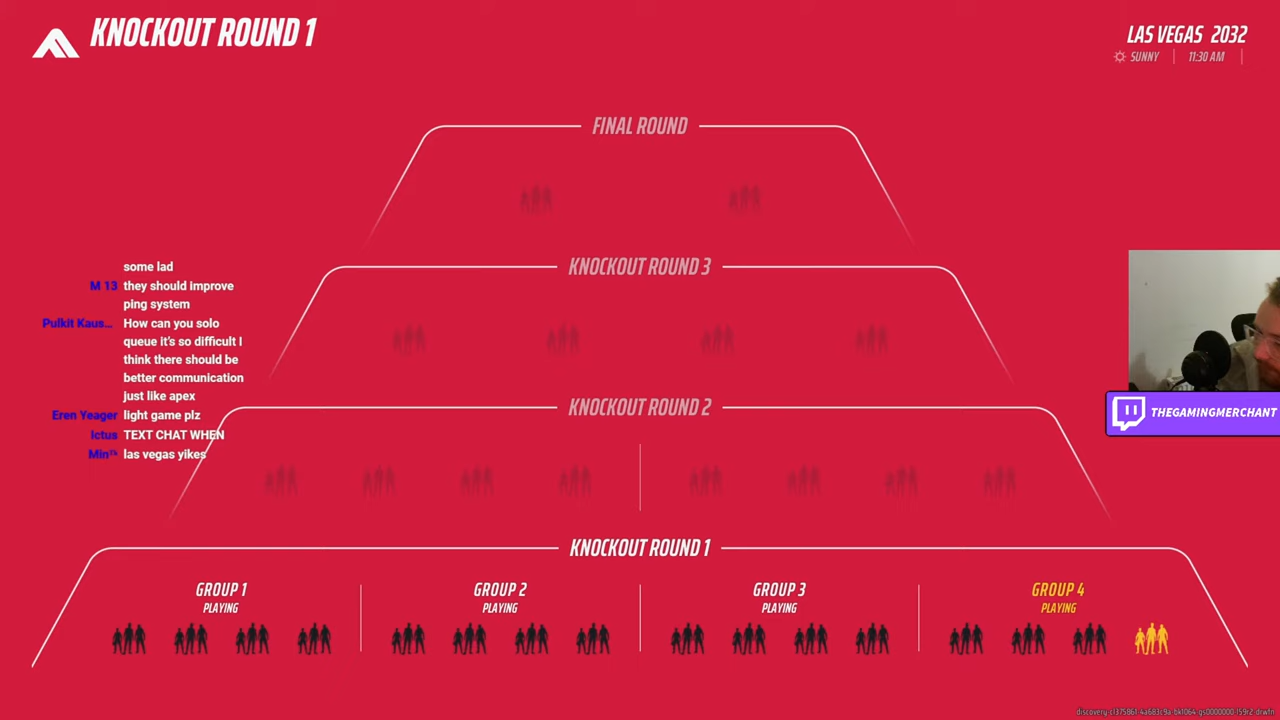 KNOCKOUT ROUND 1
LAS VEGAS 2032
SUNNY
11:30 AM
FINAL ROUND
KNOCKOUT ROUND 3
KNOCKOUT ROUND 2
some lad
M 13 they should improve
ping system
Pulkit Kaus... How can you solo
queue it's so difficult I
think there should be
better communication
just like apex
Eren Yeager light game plz
Ictus TEXT CHAT WHEN
Min las vegas yikes
THEGAMINGMERCHANT
KNOCKOUT ROUND 1
GROUP 1
PLAYING
GROUP 2
PLAYING
GROUP 3
PLAYING
GROUP 4
PLAYING